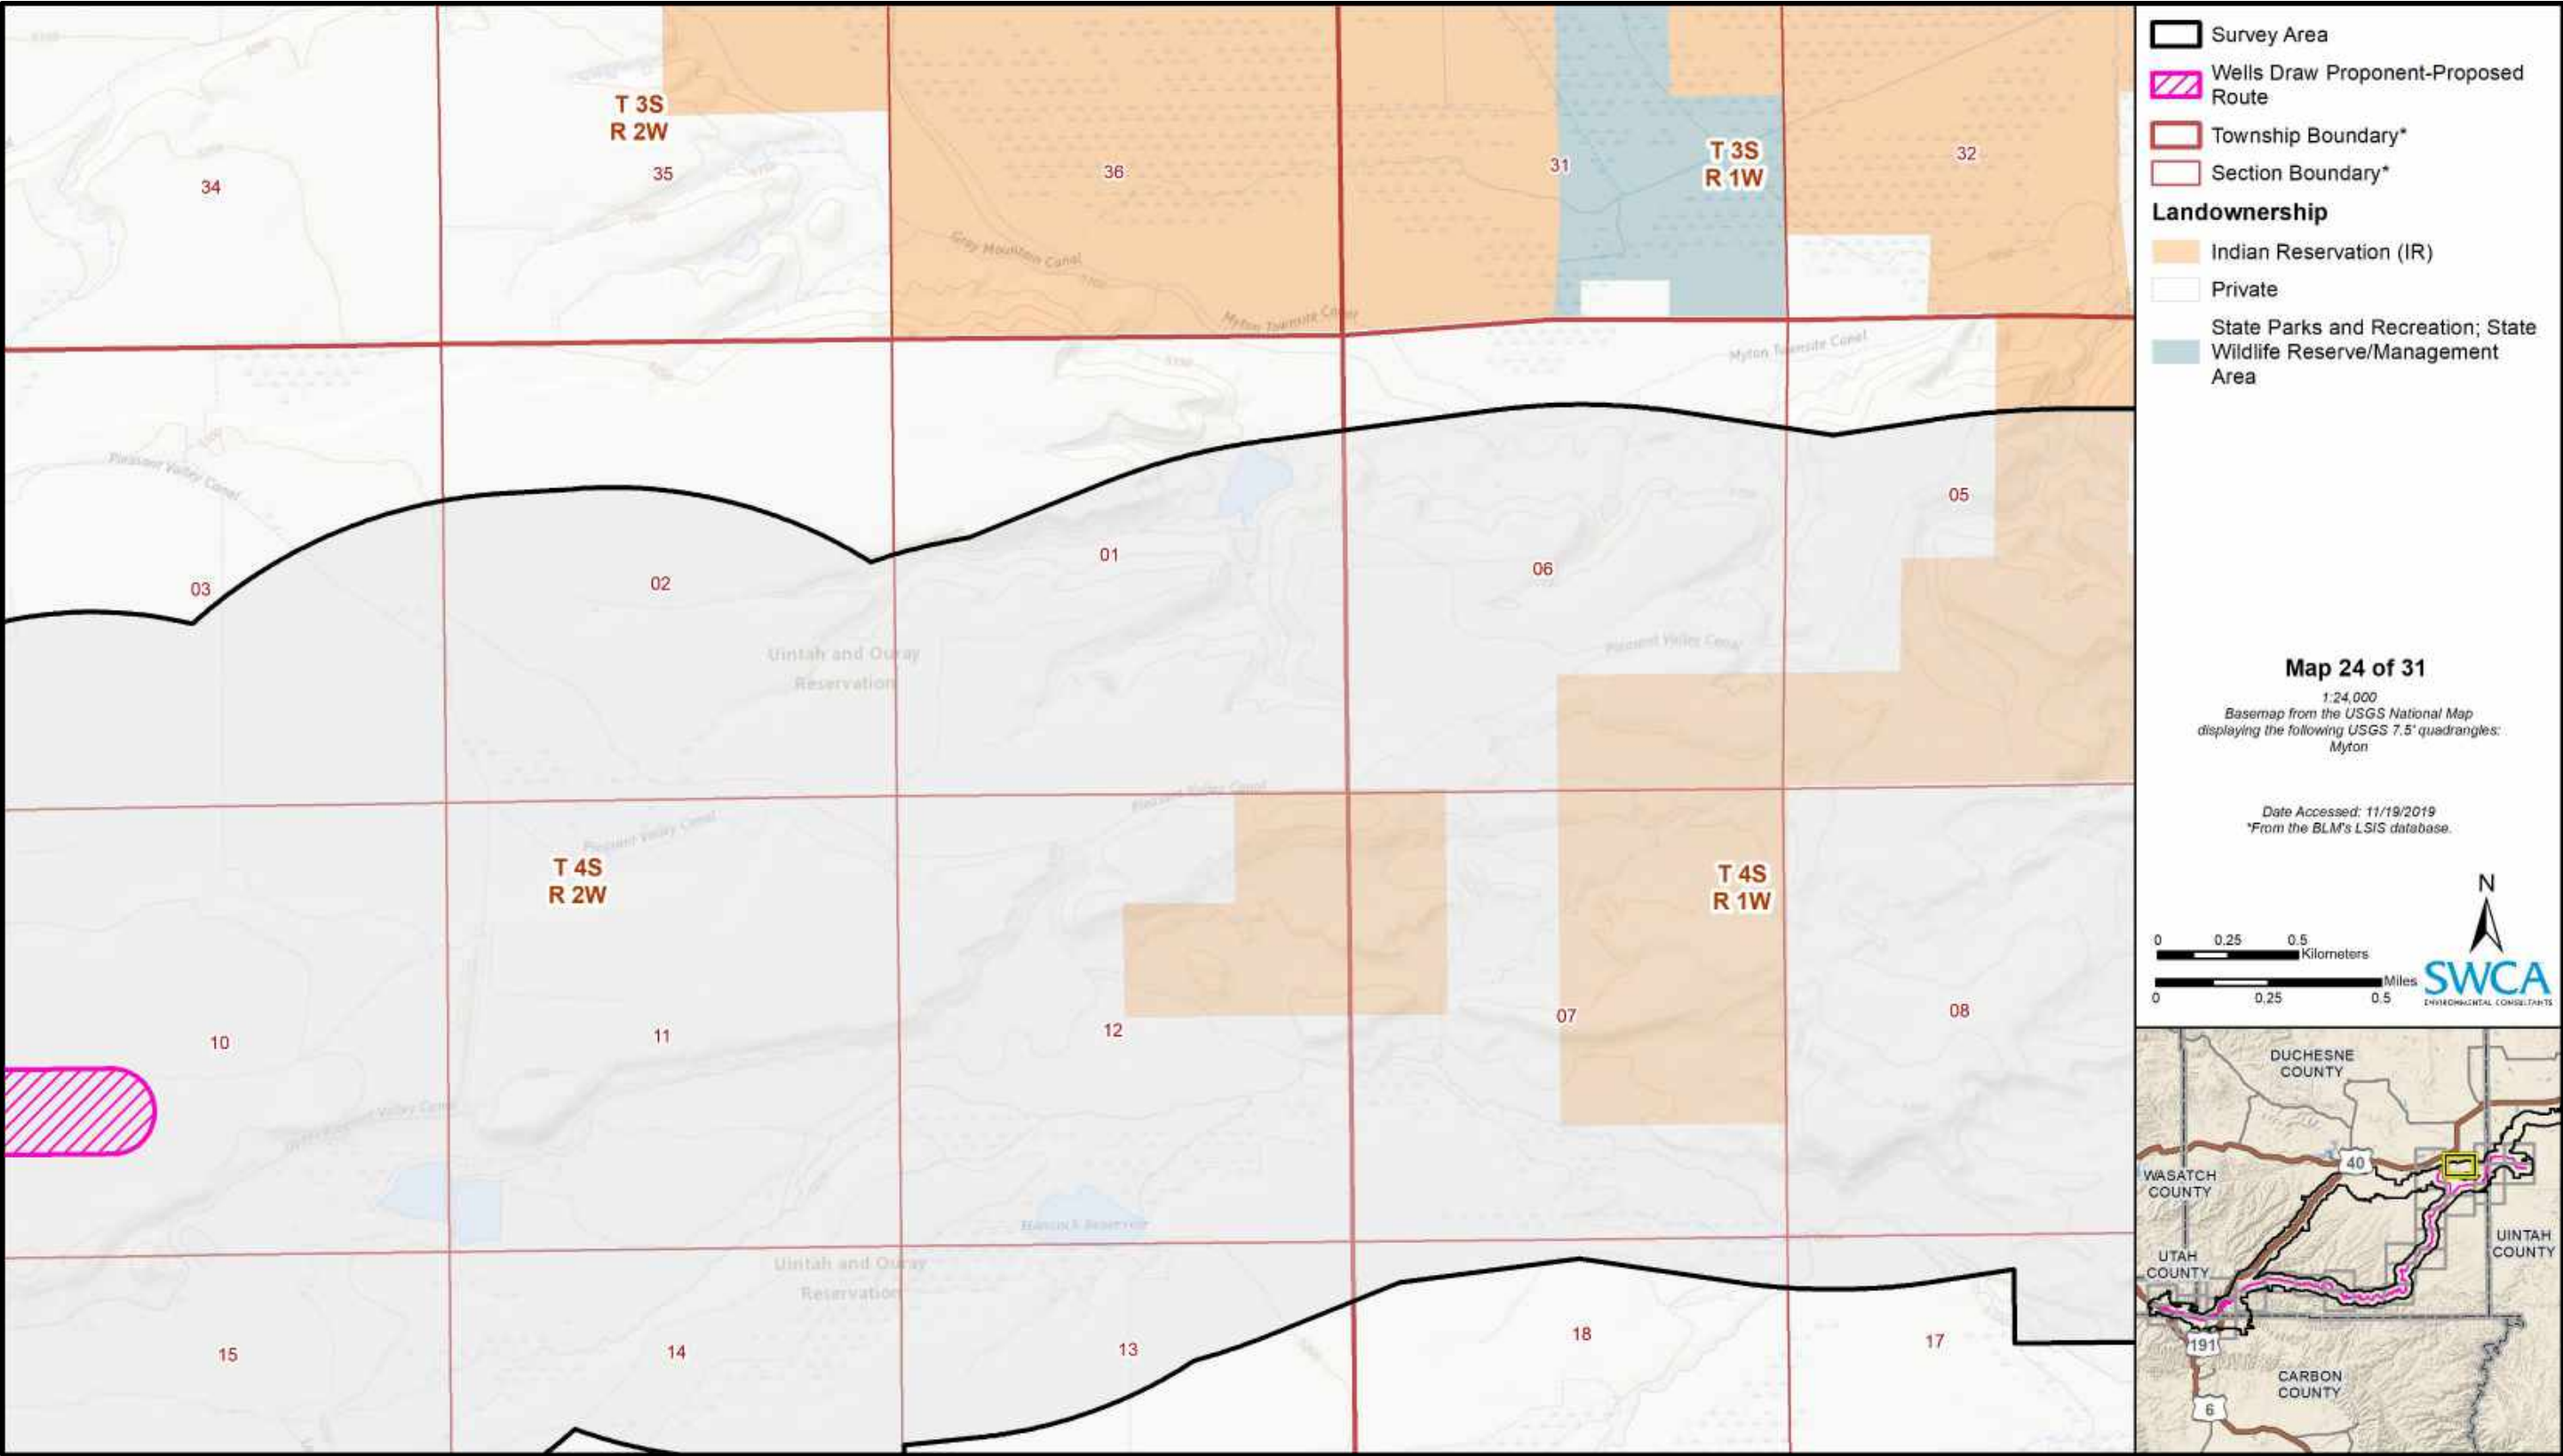 T 3S
R 2W
34
35
36
31
T 3S
R 1W
32
Gray Mountain Canal
Myton Townsite Canal
Myton Townsite Canal
Pleasant Valley Canal
03
02
01
06
05
Uintah and Ouray
Reservation
Pleasant Valley Canal
Pleasant Valley Canal
Pleasant Valley Canal
T 4S
R 2W
T 4S
R 1W
10
11
12
07
08
Valley Canal
Uintah and Ouray
Reservation
15
14
13
18
17
Survey Area
Wells Draw Proponent-Proposed
Route
Township Boundary*
Section Boundary*
Landownership
Indian Reservation (IR)
Private
State Parks and Recreation; State
Wildlife Reserve/Management
Area
Map 24 of 31
1:24,000
Basemap from the USGS National Map
displaying the following USGS 7.5' quadrangles:
Myton
Date Accessed: 11/19/2019
*From the BLM's LSIS database.
N
0 0.25 0.5
Kilometers
Miles
0 0.25 0.5
SWCA
ENVIRONMENTAL CONSULTANTS
DUCHESNE
COUNTY
40
WASATCH
COUNTY
UTAH
COUNTY
UINTAH
COUNTY
191
CARBON
COUNTY
6